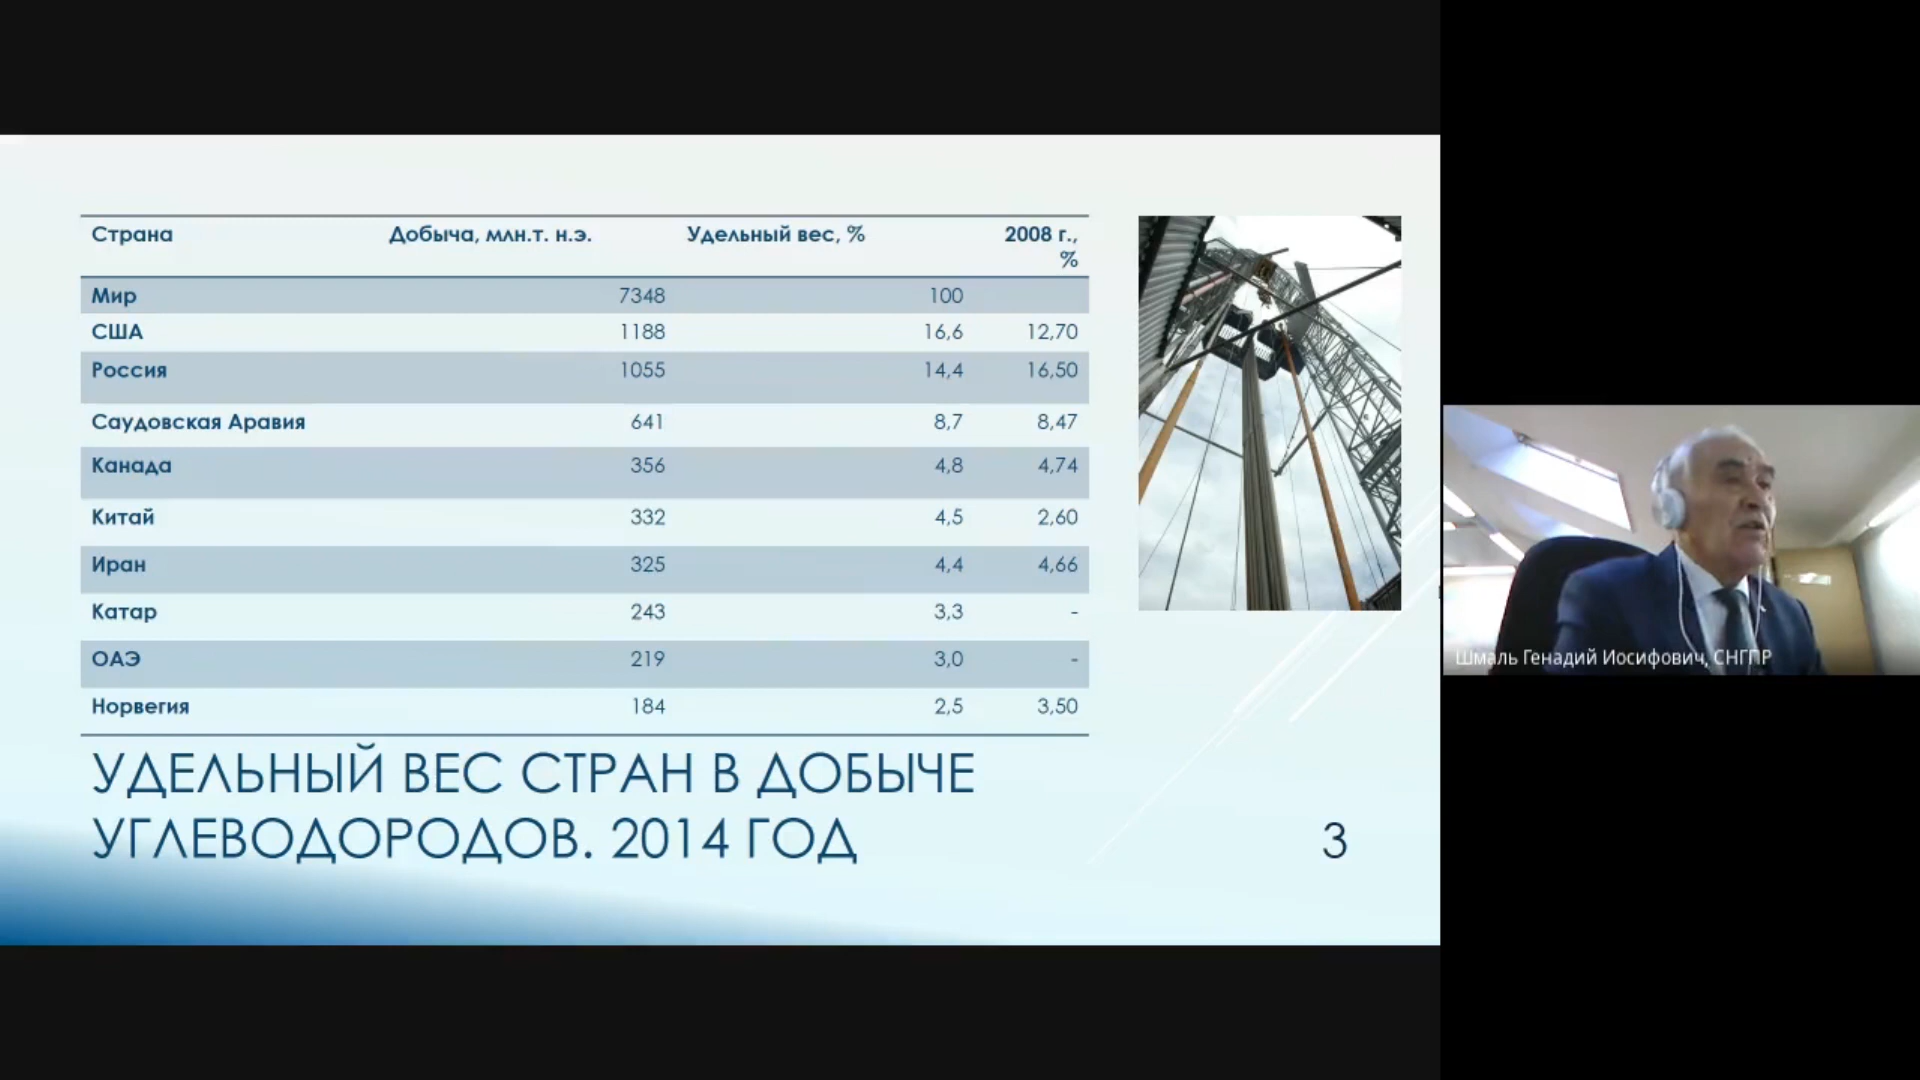 Страна Добыча, млн.т. н.э. Удельный вес, % 2008 г., %
Мир 7348 100
США 1188 16,6 12,70
Россия 1055 14,4 16,50
Саудовская Аравия 641 8,7 8,47
Канада 356 4,8 4,74
Китай 332 4,5 2,60
Иран 325 4,4 4,66
Катар 243 3,3 -
ОАЭ 219 3,0 -
Норвегия 184 2,5 3,50
УДЕЛЬНЫЙ ВЕС СТРАН В ДОБЫЧЕ
УГЛЕВОДОРОДОВ. 2014 ГОД
3
Шмаль Генадий Иосифович, СНГПР